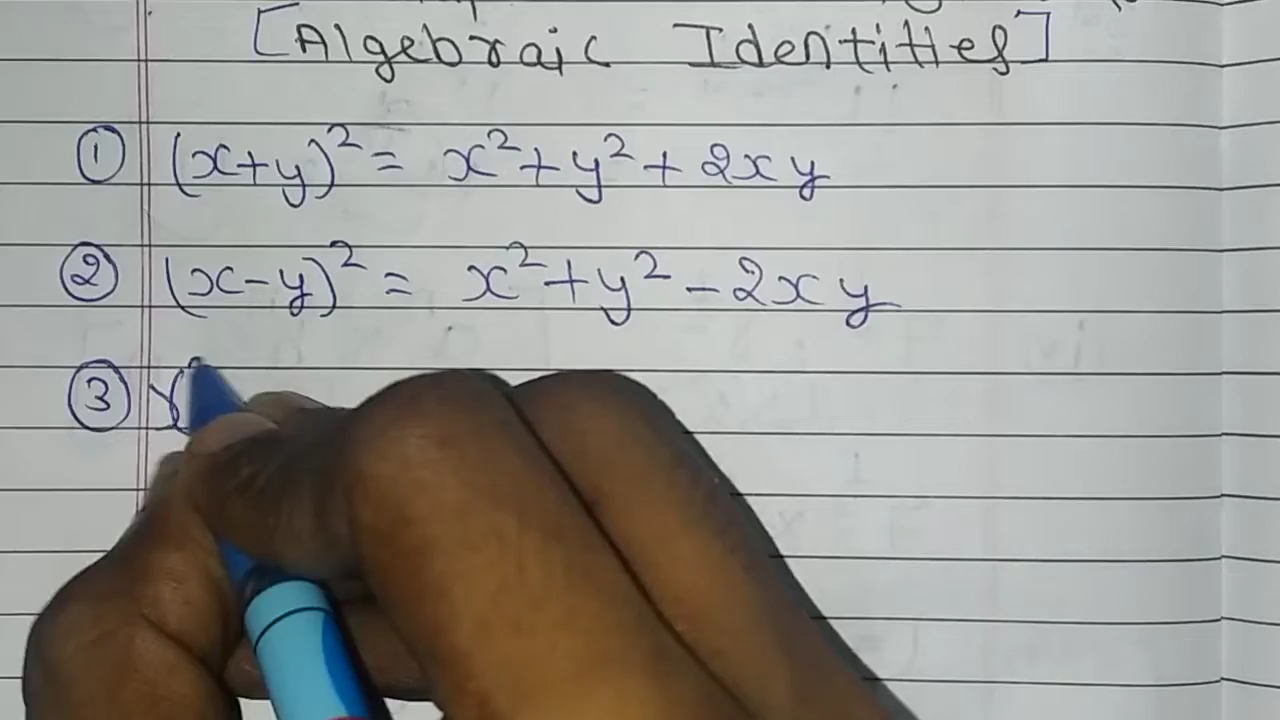 [Algebraic Identities]
① (x+y)² = x² + y² + 2xy
② (x-y)² = x² + y² - 2xy
③ x